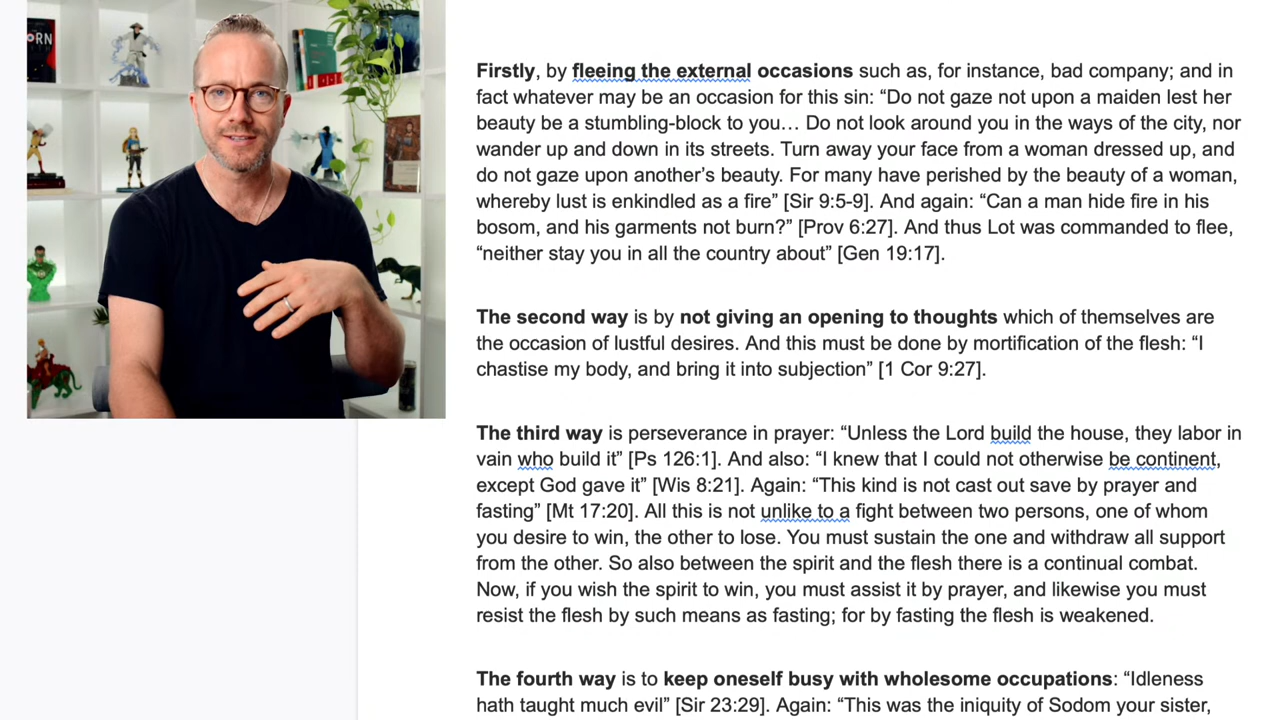 ORN
Firstly, by fleeing the external occasions such as, for instance, bad company; and in
fact whatever may be an occasion for this sin: “Do not gaze not upon a maiden lest her
beauty be a stumbling-block to you… Do not look around you in the ways of the city, nor
wander up and down in its streets. Turn away your face from a woman dressed up, and
do not gaze upon another’s beauty. For many have perished by the beauty of a woman,
whereby lust is enkindled as a fire” [Sir 9:5-9]. And again: “Can a man hide fire in his
bosom, and his garments not burn?” [Prov 6:27]. And thus Lot was commanded to flee,
“neither stay you in all the country about” [Gen 19:17].
The second way is by not giving an opening to thoughts which of themselves are
the occasion of lustful desires. And this must be done by mortification of the flesh: “I
chastise my body, and bring it into subjection” [1 Cor 9:27].
The third way is perseverance in prayer: “Unless the Lord build the house, they labor in
vain who build it” [Ps 126:1]. And also: “I knew that I could not otherwise be continent,
except God gave it” [Wis 8:21]. Again: “This kind is not cast out save by prayer and
fasting” [Mt 17:20]. All this is not unlike to a fight between two persons, one of whom
you desire to win, the other to lose. You must sustain the one and withdraw all support
from the other. So also between the spirit and the flesh there is a continual combat.
Now, if you wish the spirit to win, you must assist it by prayer, and likewise you must
resist the flesh by such means as fasting; for by fasting the flesh is weakened.
The fourth way is to keep oneself busy with wholesome occupations: “Idleness
hath taught much evil” [Sir 23:29]. Again: “This was the iniquity of Sodom your sister,